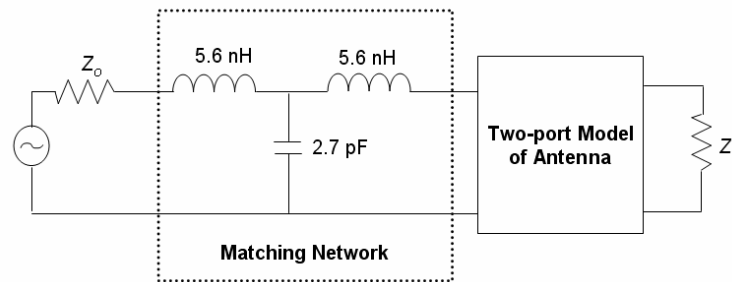 5.6 nH
5.6 nH
Zo
2.7 pF
Two-port Model
of Antenna
Z
Matching Network